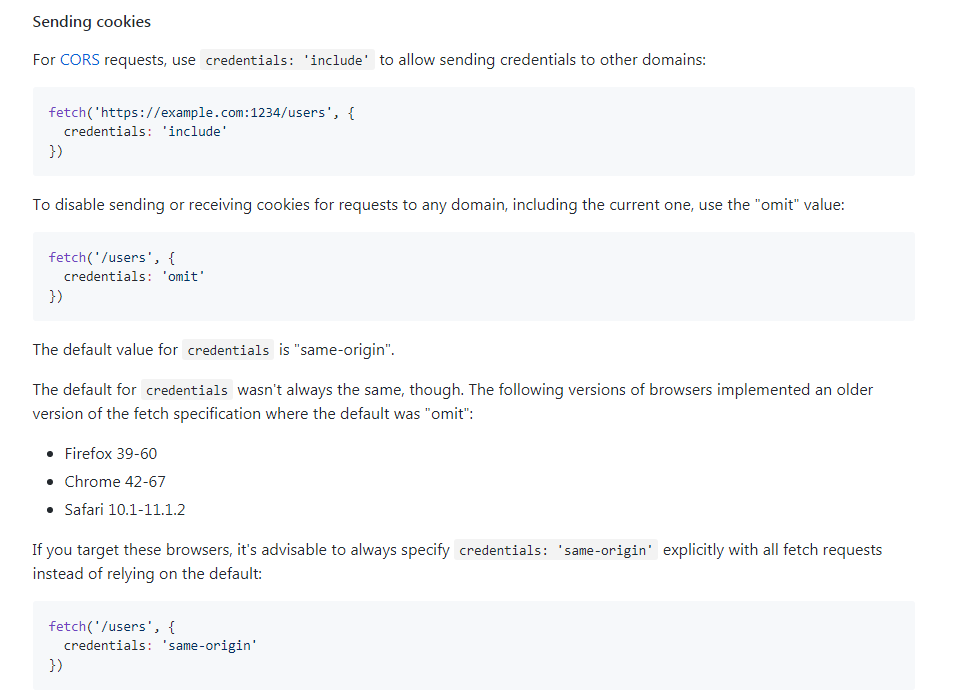 Sending cookies
For CORS requests, use credentials: 'include' to allow sending credentials to other domains:
fetch('https://example.com:1234/users', {
  credentials: 'include'
})
To disable sending or receiving cookies for requests to any domain, including the current one, use the "omit" value:
fetch('/users', {
  credentials: 'omit'
})
The default value for credentials is "same-origin".
The default for credentials wasn't always the same, though. The following versions of browsers implemented an older
version of the fetch specification where the default was "omit":
• Firefox 39-60
• Chrome 42-67
• Safari 10.1-11.1.2
If you target these browsers, it's advisable to always specify credentials: 'same-origin' explicitly with all fetch requests
instead of relying on the default:
fetch('/users', {
  credentials: 'same-origin'
})